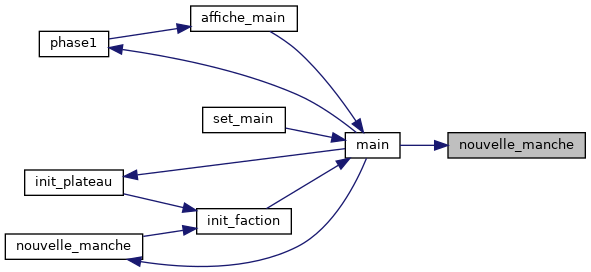 affiche_main
phase1
set_main
main
nouvelle_manche
init_plateau
init_faction
nouvelle_manche